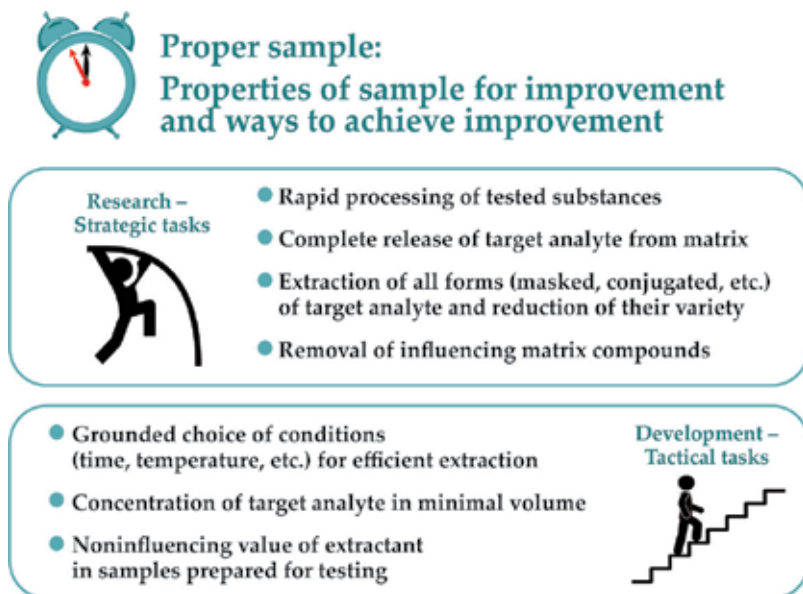 Proper sample:
Properties of sample for improvement
and ways to achieve improvement
Research –
Strategic tasks
● Rapid processing of tested substances
● Complete release of target analyte from matrix
● Extraction of all forms (masked, conjugated, etc.)
of target analyte and reduction of their variety
● Removal of influencing matrix compounds
● Grounded choice of conditions
(time, temperature, etc.) for efficient extraction
● Concentration of target analyte in minimal volume
● Noninfluencing value of extractant
in samples prepared for testing
Development –
Tactical tasks